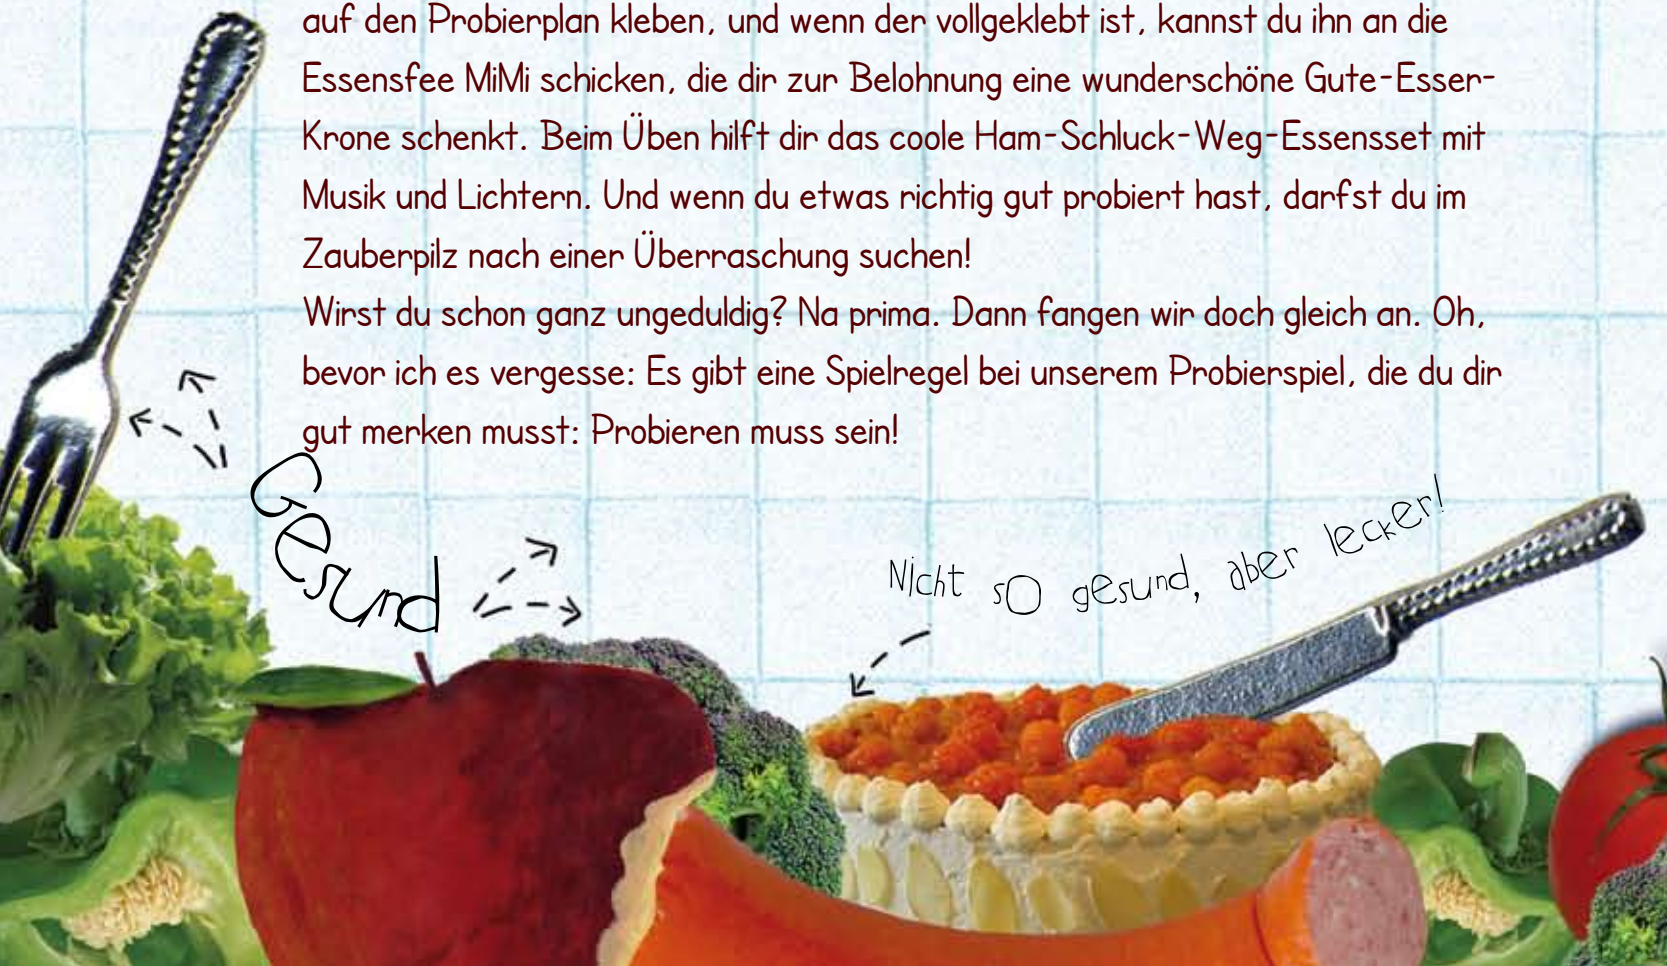 auf den Probierplan kleben, und wenn der vollgeklebt ist, kannst du ihn an die
Essensfee MiMi schicken, die dir zur Belohnung eine wunderschöne Gute-Esser-
Krone schenkt. Beim Üben hilft dir das coole Ham-Schluck-Weg-Essensset mit
Musik und Lichtern. Und wenn du etwas richtig gut probiert hast, darfst du im
Zauberpilz nach einer Überraschung suchen!
Wirst du schon ganz ungeduldig? Na prima. Dann fangen wir doch gleich an. Oh,
bevor ich es vergesse: Es gibt eine Spielregel bei unserem Probierspiel, die du dir
gut merken musst: Probieren muss sein!
Gesund
Nicht so gesund, aber lecker!